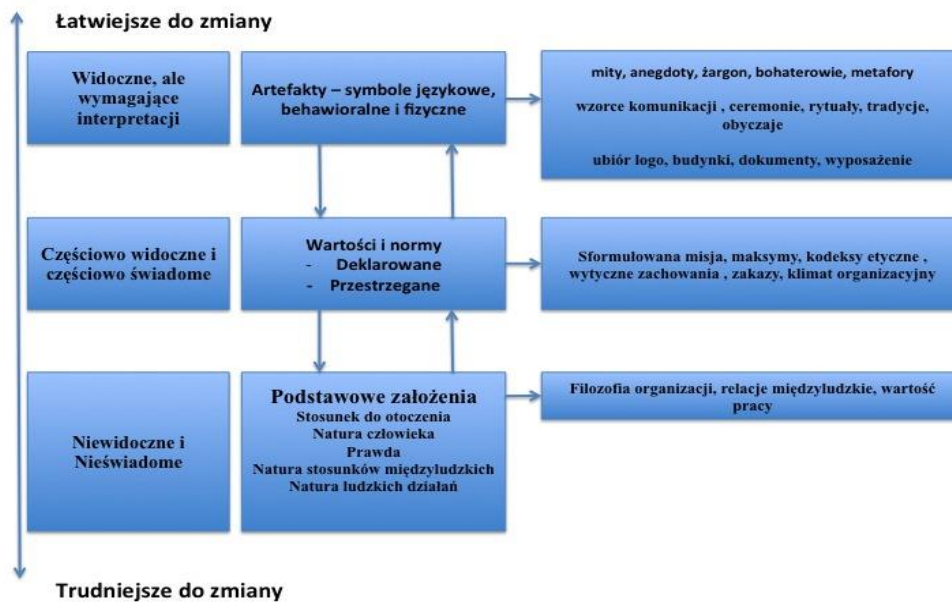 Łatwiejsze do zmiany
Widoczne, ale
wymagające
interpretacji
Artefakty – symbole językowe,
behawioralne i fizyczne
mity, anegdoty, żargon, bohaterowie, metafory
wzorce komunikacji , ceremonie, rytuały, tradycje,
obyczaje
ubiór logo, budynki, dokumenty, wyposażenie
Częściowo widoczne i
częściowo świadome
Wartości i normy
- Deklarowane
- Przestrzegane
Sformułowana misja, maksymy, kodeksy etyczne ,
wytyczne zachowania , zakazy, klimat organizacyjny
Niewidoczne i
Nieświadome
Podstawowe założenia
Stosunek do otoczenia
Natura człowieka
Prawda
Natura stosunków międzyludzkich
Natura ludzkich działań
Filozofia organizacji, relacje międzyludzkie, wartość
pracy
Trudniejsze do zmiany